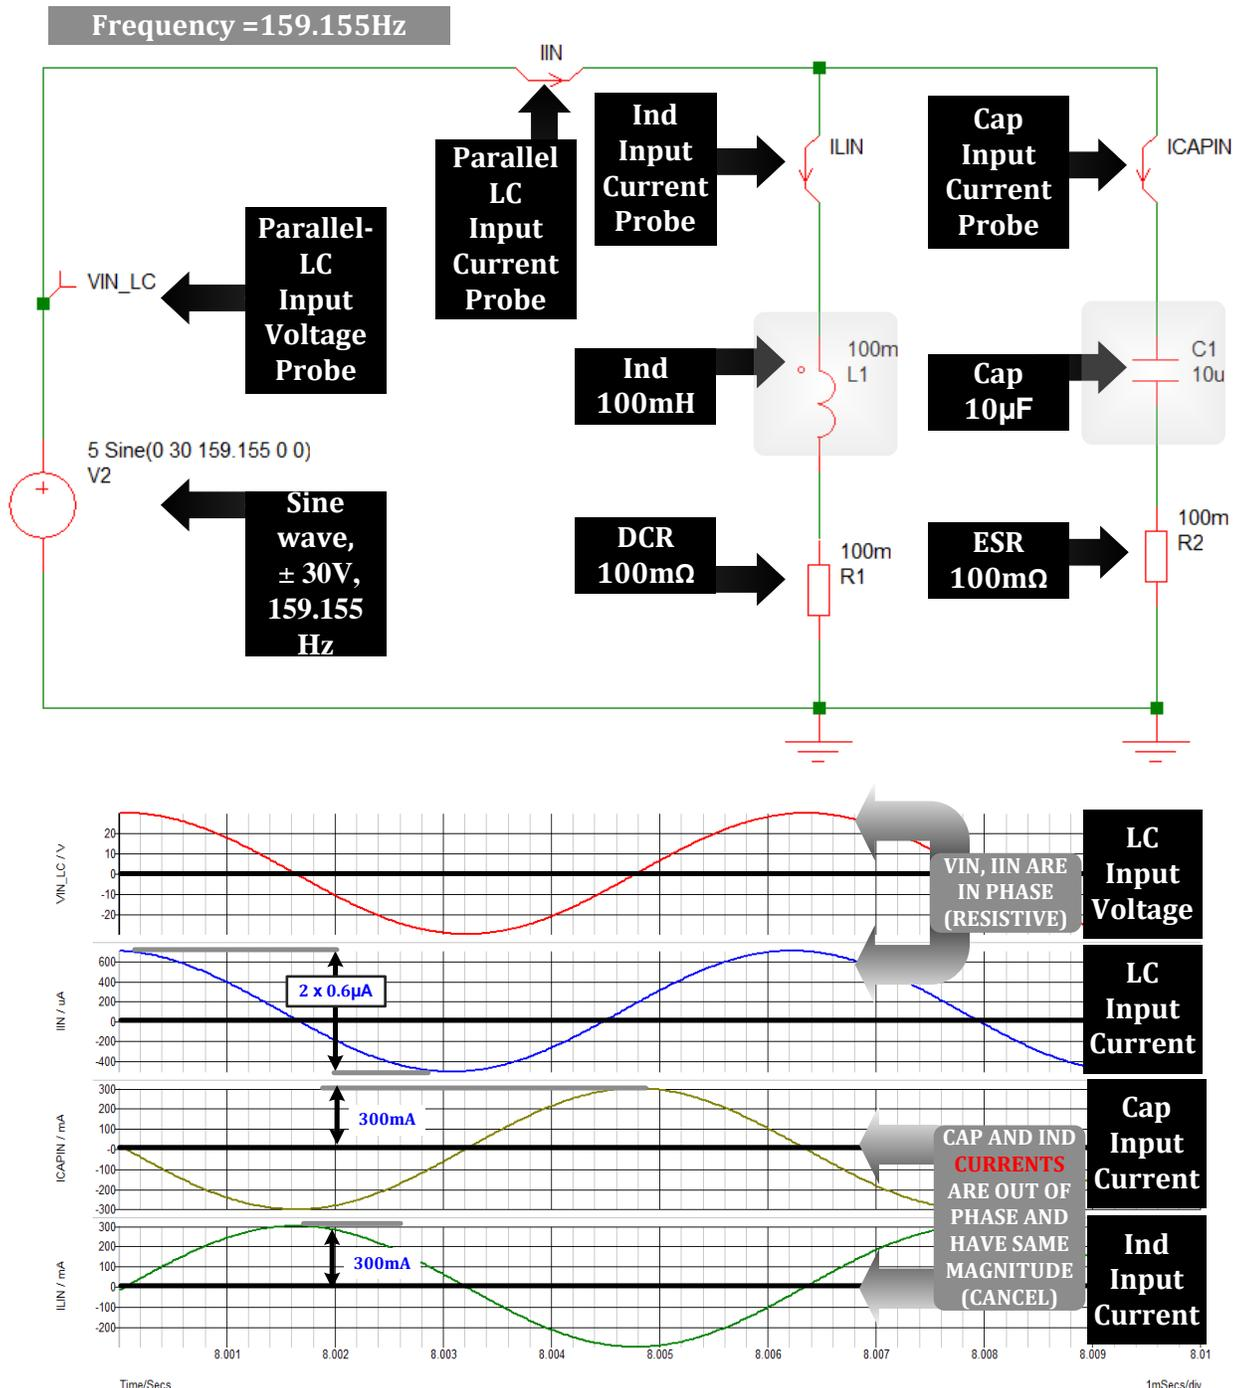 Frequency =159.155Hz
IIN
Ind
Input
Current
Probe
ILIN
Cap
Input
Current
Probe
ICAPIN
Parallel
LC
Input
Current
Probe
VIN_LC
Parallel-
LC
Input
Voltage
Probe
Ind
100mH
100m
L1
Cap
10µF
C1
10u
5 Sine(0 30 159.155 0 0)
V2
Sine
wave,
± 30V,
159.155
Hz
DCR
100mΩ
100m
R1
ESR
100mΩ
100m
R2
VIN_LC / V
20
10
0
-10
-20
VIN, IIN ARE
IN PHASE
(RESISTIVE)
LC
Input
Voltage
IIN / uA
600
400
200
0
-200
-400
2 x 0.6µA
LC
Input
Current
ICAPIN / mA
300
200
100
-0
-100
-200
-300
300mA
Cap
Input
Current
CAP AND IND
CURRENTS
ARE OUT OF
PHASE AND
HAVE SAME
MAGNITUDE
(CANCEL)
ILIN / mA
300
200
100
0
-100
-200
300mA
Ind
Input
Current
8.001 8.002 8.003 8.004 8.005 8.006 8.007 8.008 8.009 8.01
Time/Secs 1mSecs/div